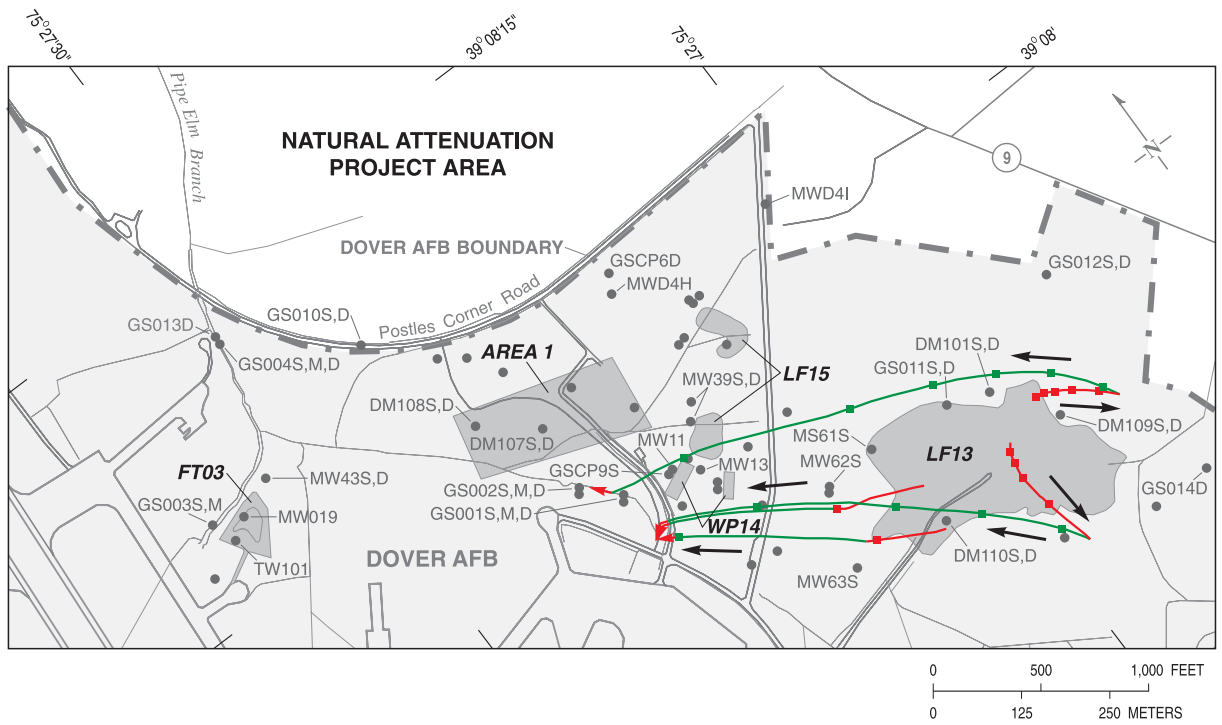 75°27'30"
39°08'15"
75°27'
39°08'
Pipe Elm Branch
NATURAL ATTENUATION
PROJECT AREA
9
N
MWD4I
DOVER AFB BOUNDARY
GSCP6D
MWD4H
GS012S,D
Postles Corner Road
GS013D
GS010S,D
GS004S,M,D
AREA 1
LF15
DM101S,D
GS011S,D
MW39S,D
DM108S,D
DM107S,D
DM109S,D
MS61S
MW11
MW13
MW62S
LF13
GSCP9S
FT03
MW43S,D
GS002S,M,D
GS014D
GS003S,M
GS001S,M,D
MW019
WP14
DM110S,D
TW101
DOVER AFB
MW63S
0 500 1,000 FEET
0 125 250 METERS